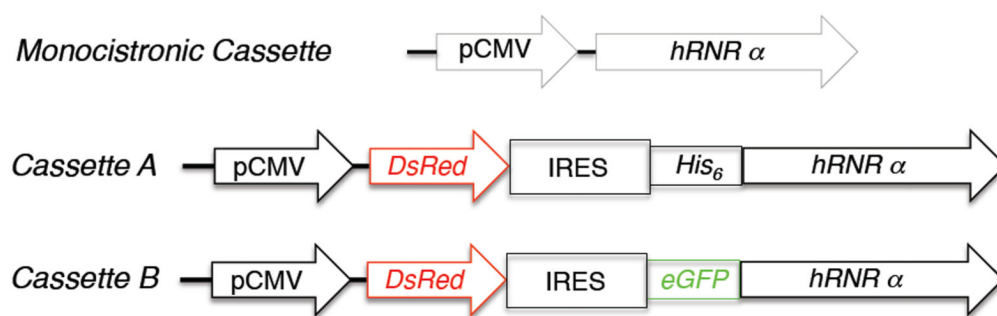 Monocistronic Cassette pCMV hRNR α
Cassette A pCMV DsRed IRES His₆ hRNR α
Cassette B pCMV DsRed IRES eGFP hRNR α